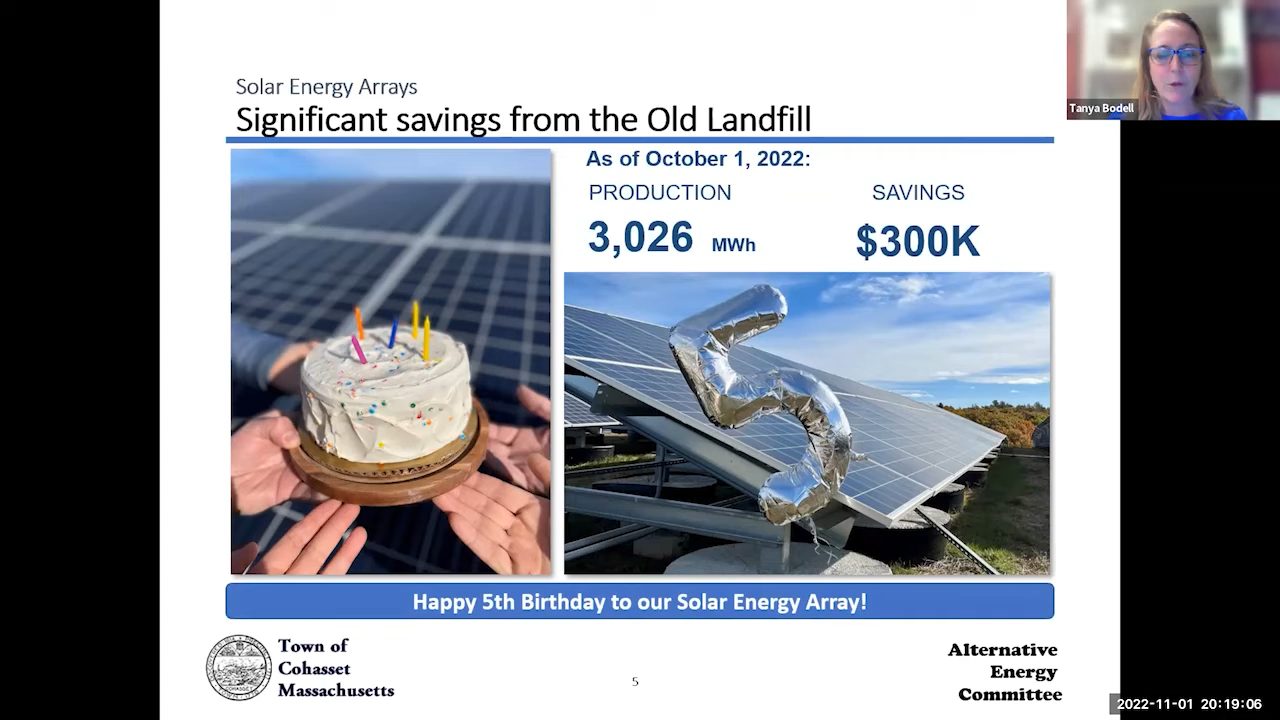 Solar Energy Arrays
Significant savings from the Old Landfill
As of October 1, 2022:
PRODUCTION
SAVINGS
3,026 MWh
$300K
Happy 5th Birthday to our Solar Energy Array!
Town of
Cohasset
Massachusetts
5
Alternative
Energy
Committee
Tanya Bodell
2022-11-01 20:19:06